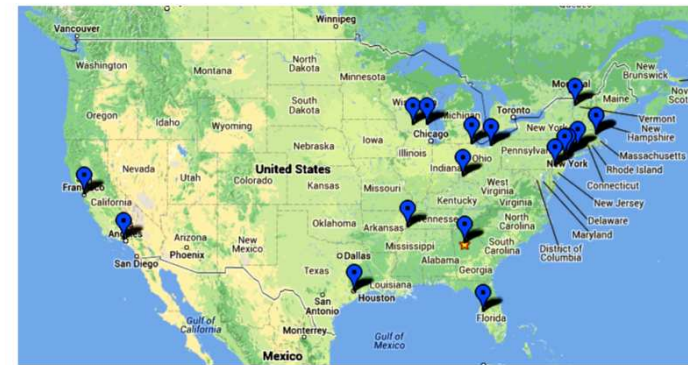 Winnipeg
Vancouver
Washington
North
Dakota
Montana
Minnesota
New
Brunswick
Maine
Toronto
Vermont
New
Hampshire
Oregon
Idaho
Wyoming
South
Dakota
Michigan
New York
Massachusetts
Rhode Island
Iowa
Chicago
Nebraska
Illinois
Indiana
Ohio
Pennsylvania
New York
Connecticut
New Jersey
Nevada
Utah
Colorado
United States
Kansas
Missouri
West
Virginia
Virginia
Kentucky
Delaware
Maryland
District of
Columbia
California
Arizona
Phoenix
New
Mexico
Oklahoma
Arkansas
North
Carolina
South
Carolina
Mississippi
Alabama
Georgia
San Diego
Dallas
Texas
Louisiana
Houston
San
Antonio
Florida
Gulf of
California
Monterrey
Gulf of
Mexico
Mexico